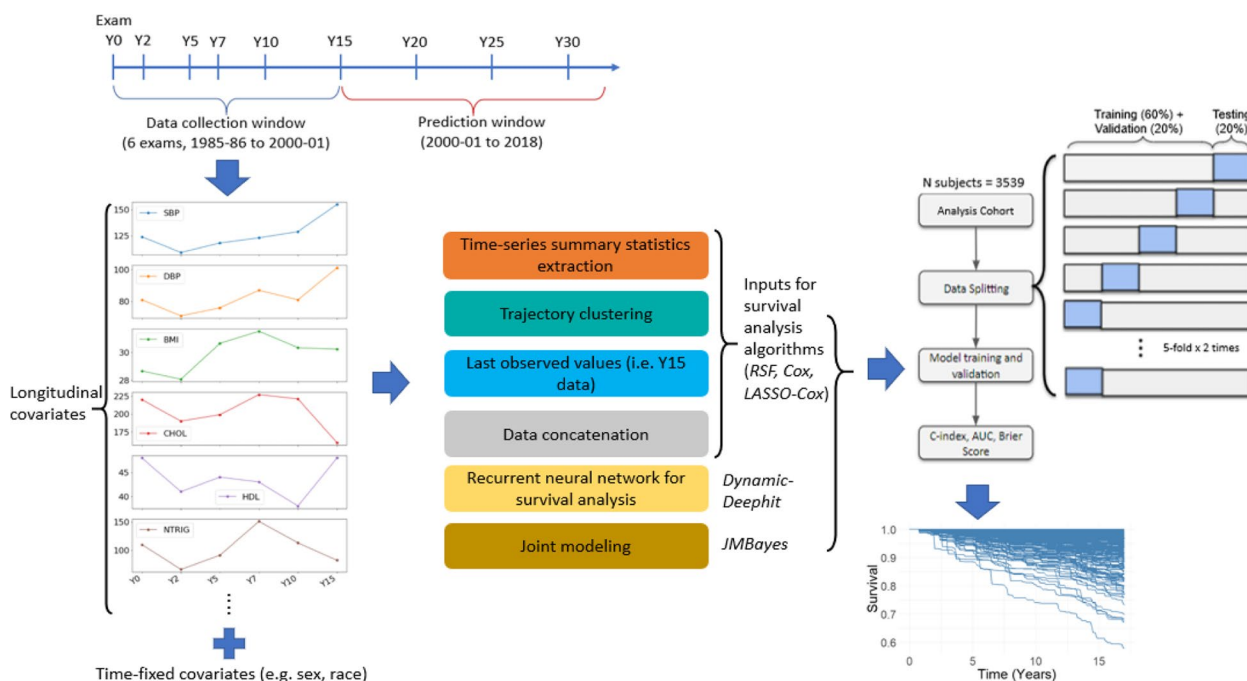 Exam
Y0 Y2 Y5 Y7 Y10 Y15 Y20 Y25 Y30
Data collection window
(6 exams, 1985-86 to 2000-01)
Prediction window
(2000-01 to 2018)
Longitudinal
covariates
150
125
SBP
100
80
DBP
30
28
BMI
225
200
175
CHOL
45
40
HDL
150
100
NTRIG
Y0 Y2 Y5 Y7 Y10 Y15
Time-fixed covariates (e.g. sex, race)
Time-series summary statistics
extraction
Trajectory clustering
Last observed values (i.e. Y15
data)
Data concatenation
Recurrent neural network for
survival analysis
Joint modeling
Inputs for
survival
analysis
algorithms
(RSF, Cox,
LASSO-Cox)
Dynamic-
Deephit
JMBayes
N subjects = 3539
Analysis Cohort
Data Splitting
Model training and
validation
C-index, AUC, Brier
Score
Training (60%) +
Validation (20%)
Testing
(20%)
5-fold x 2 times
Survival
1.0
0.9
0.8
0.7
0.6
0 5 10 15
Time (Years)